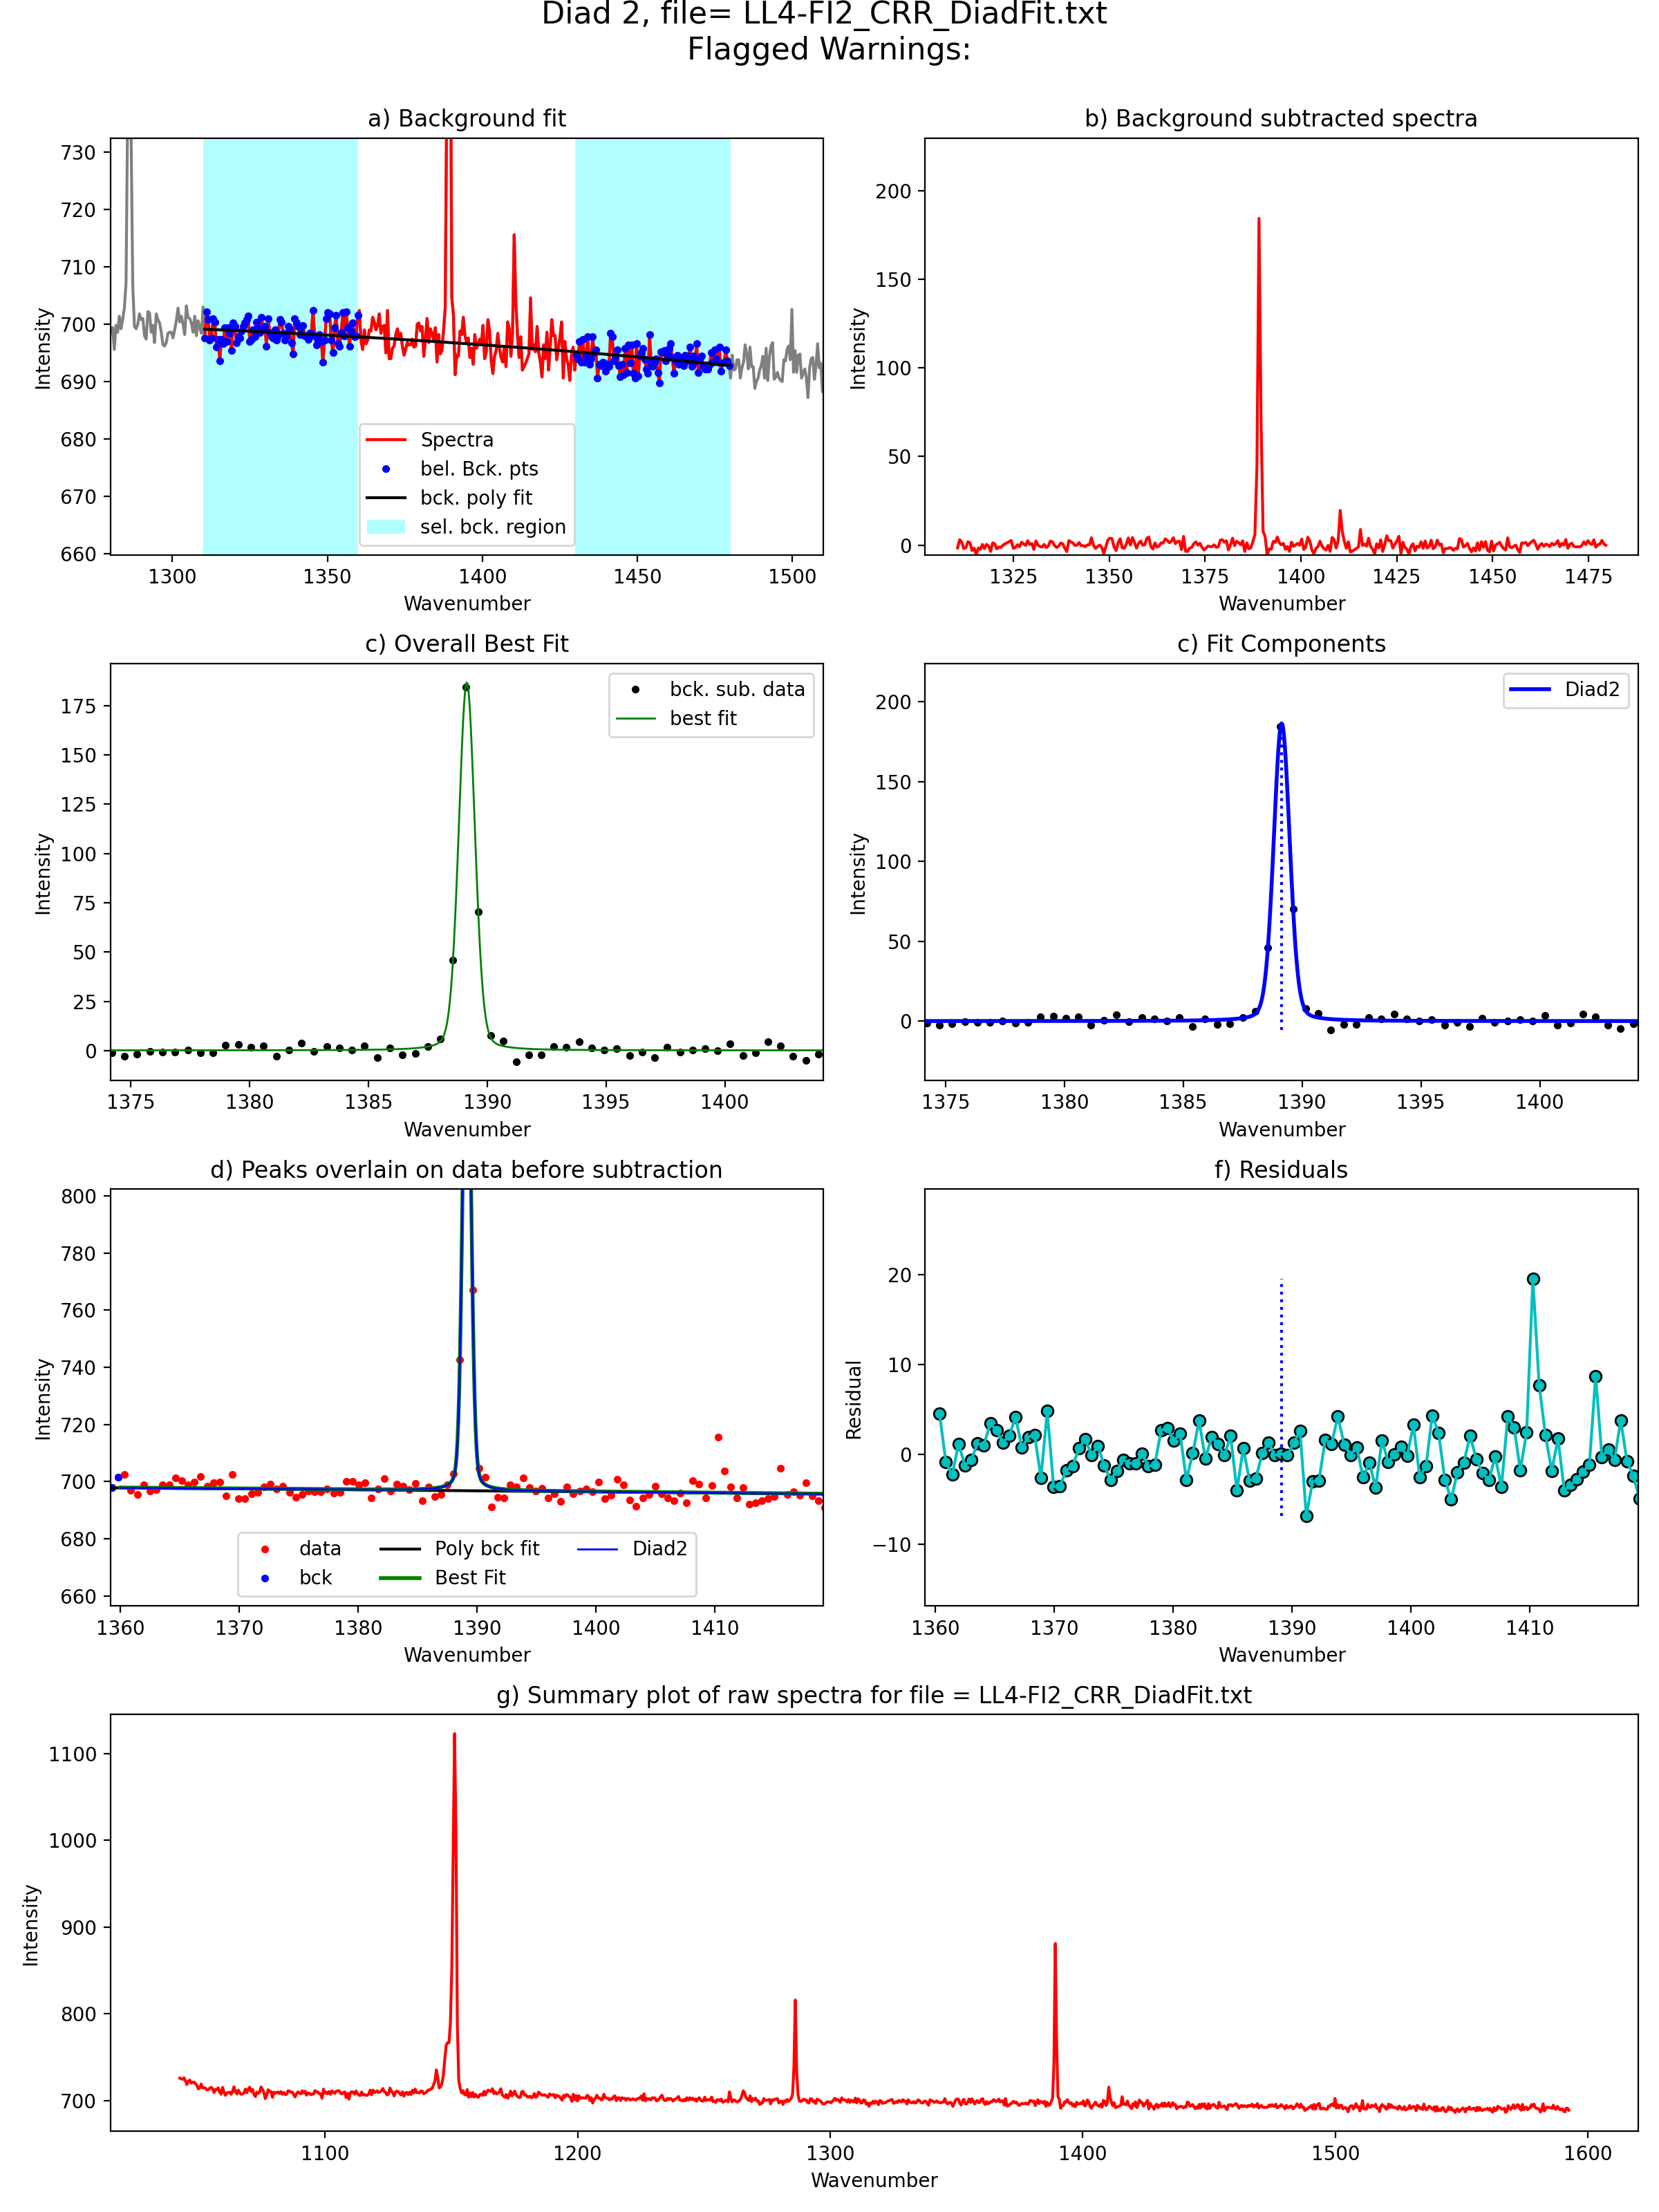 Diad 2, file= LL4-FI2_CRR_DiadFit.txt
Flagged Warnings:
a) Background fit
730
720
710
700
690
680
670
660
Intensity
Spectra
bel. Bck. pts
bck. poly fit
sel. bck. region
1300 1350 1400 1450 1500
Wavenumber
b) Background subtracted spectra
200
150
100
50
0
Intensity
1325 1350 1375 1400 1425 1450 1475
Wavenumber
c) Overall Best Fit
175
150
125
100
75
50
25
0
Intensity
bck. sub. data
best fit
1375 1380 1385 1390 1395 1400
Wavenumber
c) Fit Components
200
150
100
50
0
Intensity
Diad2
1375 1380 1385 1390 1395 1400
Wavenumber
d) Peaks overlain on data before subtraction
800
780
760
740
720
700
680
660
Intensity
data Poly bck fit Diad2
bck Best Fit
1360 1370 1380 1390 1400 1410
Wavenumber
f) Residuals
20
10
0
−10
Residual
1360 1370 1380 1390 1400 1410
Wavenumber
g) Summary plot of raw spectra for file = LL4-FI2_CRR_DiadFit.txt
1100
1000
900
800
700
Intensity
1100 1200 1300 1400 1500 1600
Wavenumber